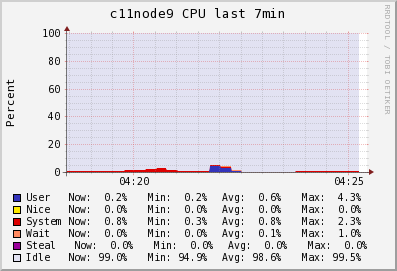 c11node9 CPU last 7min
RRDTOOL / TOBI OETIKER
Percent
100
80
60
40
20
0
04:20 04:25
User Now: 0.2% Min: 0.2% Avg: 0.6% Max: 4.3%
Nice Now: 0.0% Min: 0.0% Avg: 0.0% Max: 0.0%
System Now: 0.8% Min: 0.3% Avg: 0.8% Max: 2.3%
Wait Now: 0.0% Min: 0.0% Avg: 0.1% Max: 1.0%
Steal Now: 0.0% Min: 0.0% Avg: 0.0% Max: 0.0%
Idle Now: 99.0% Min: 94.9% Avg: 98.6% Max: 99.5%